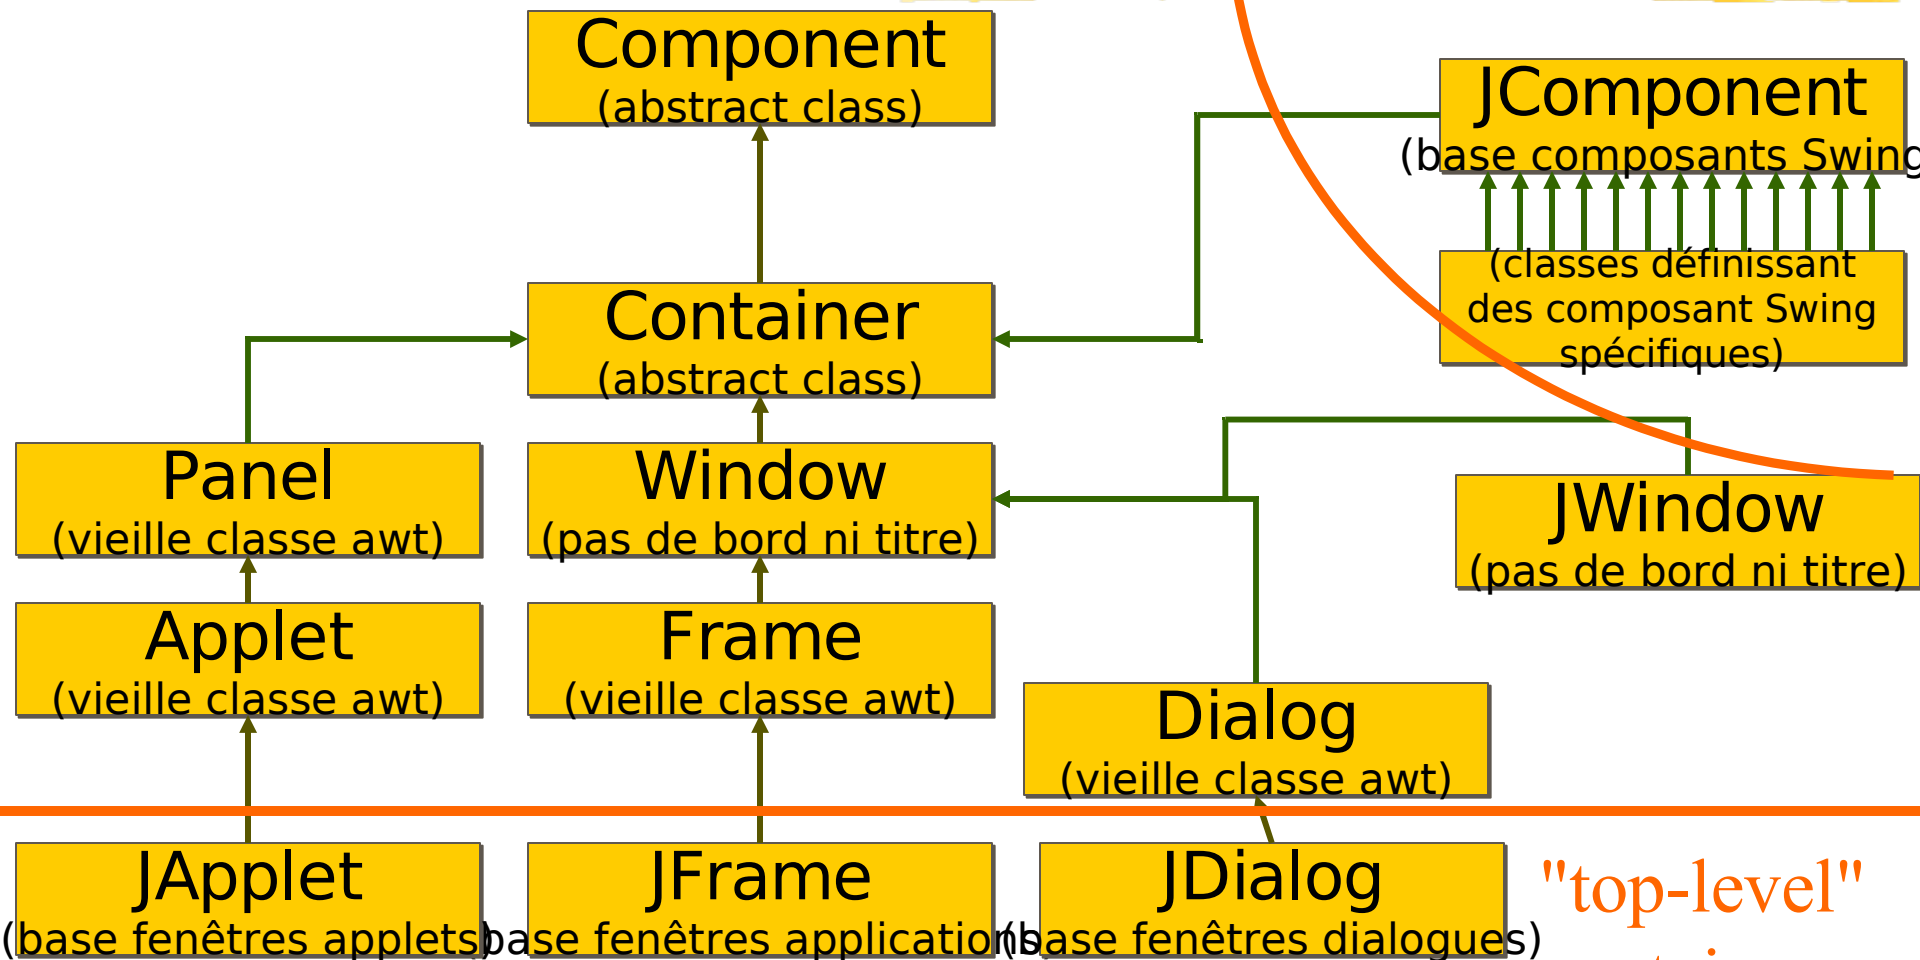 Component
(abstract class)
JComponent
(base composants Swing
(classes définissant
des composant Swing
spécifiques)
Container
(abstract class)
Panel
(vieille classe awt)
Window
(pas de bord ni titre)
JWindow
(pas de bord ni titre)
Applet
(vieille classe awt)
Frame
(vieille classe awt)
Dialog
(vieille classe awt)
JApplet
(base fenêtres applets)
JFrame
base fenêtres applications
JDialog
(base fenêtres dialogues)
"top-level"